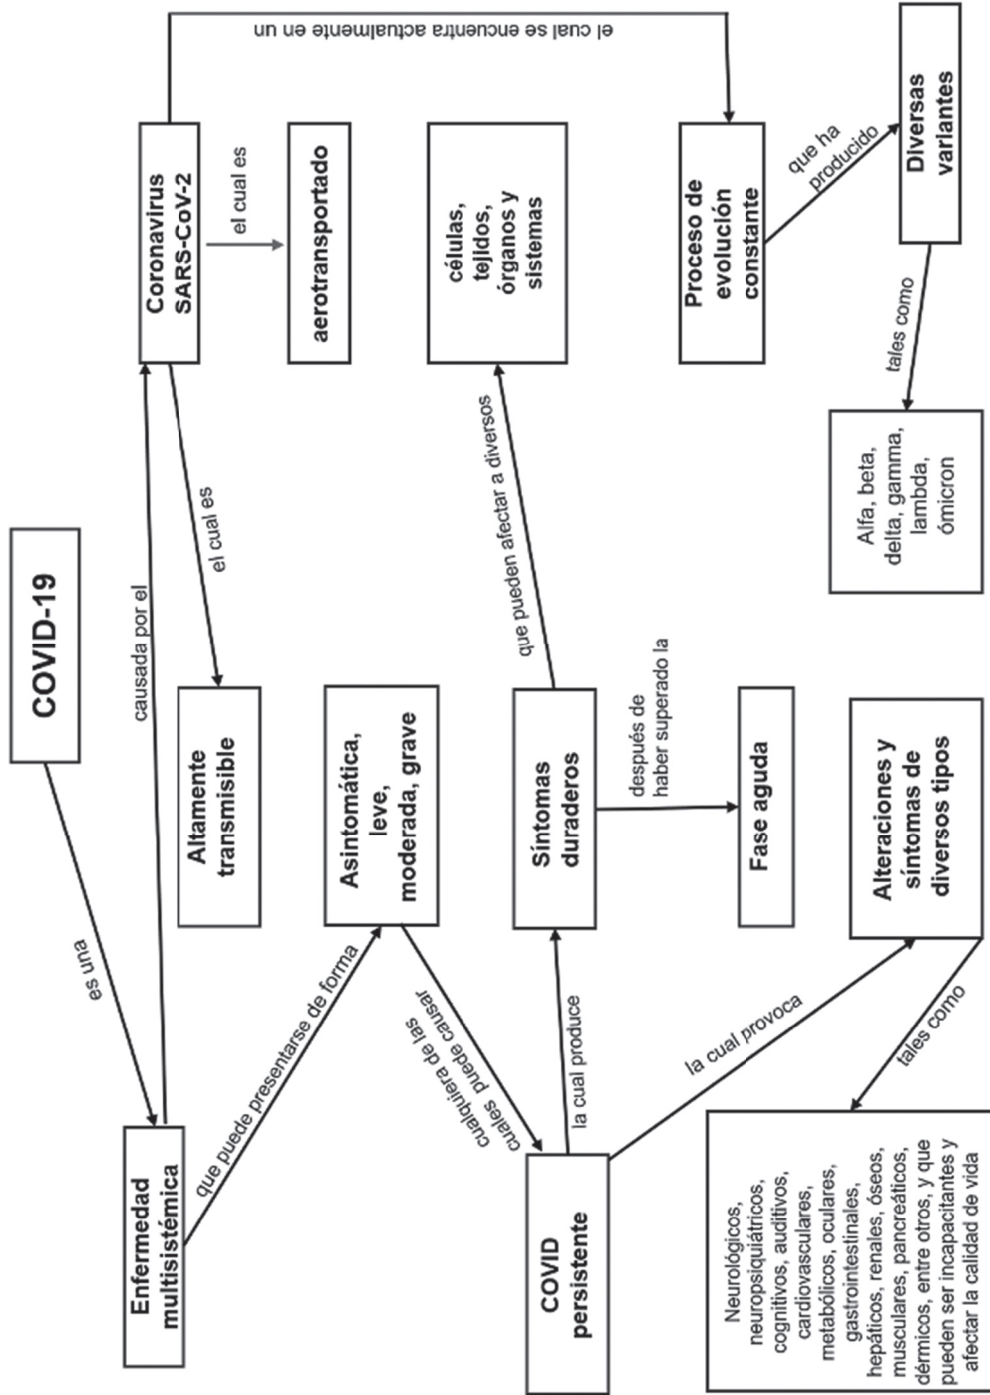 COVID-19
es una
causada por el
Enfermedad
multisistémica
Coronavirus
SARS-CoV-2
el cual es
Altamente
transmisible
el cual es
aerotransportado
el cual se encuentra actualmente en un
que puede presentarse de forma
Asintomática,
leve,
moderada, grave
cualquiera de las
cuales puede causar
COVID
persistente
la cual produce
Síntomas
duraderos
que pueden afectar a diversos
células,
tejidos,
órganos y
sistemas
después de
haber superado la
Fase aguda
la cual provoca
Alteraciones y
síntomas de
diversos tipos
tales como
Neurológicos,
neuropsiquiátricos,
cognitivos, auditivos,
cardiovasculares,
metabólicos, oculares,
gastrointestinales,
hepáticos, renales, óseos,
musculares, pancreáticos,
dérmicos, entre otros, y que
pueden ser incapacitantes y
afectar la calidad de vida
Proceso de
evolución
constante
que ha
producido
Diversas
variantes
tales como
Alfa, beta,
delta, gamma,
lambda,
ómicron